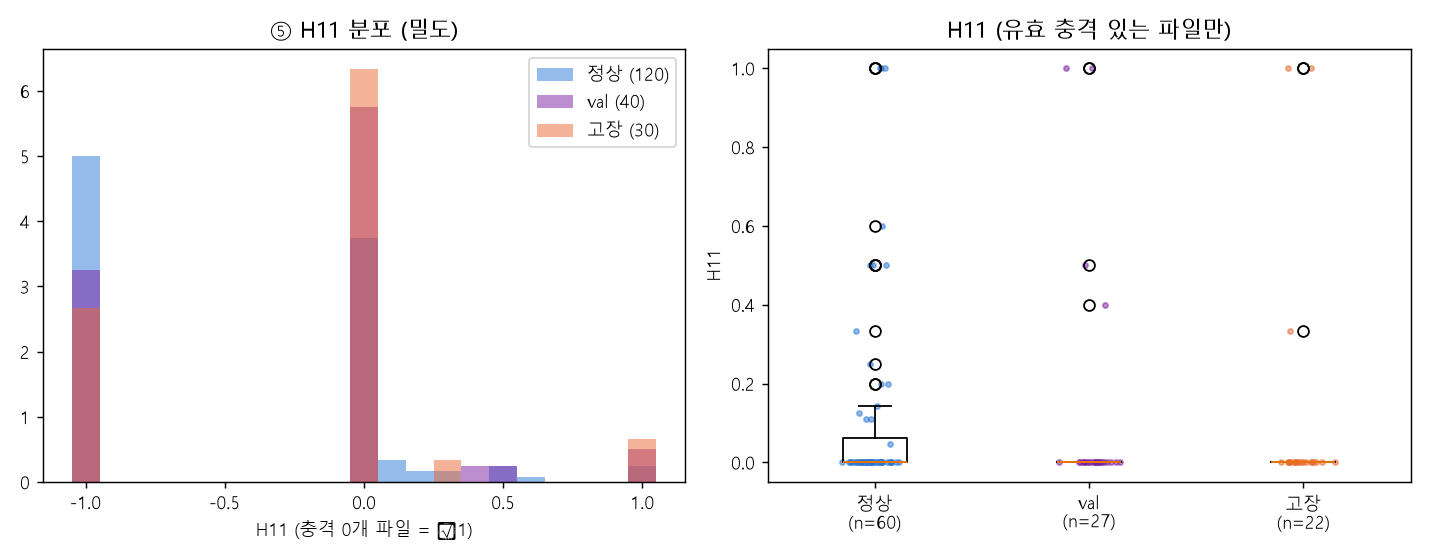 ⑤ H11 분포 (밀도)
6
5
4
3
2
1
0
-1.0
-0.5
0.0
0.5
1.0
H11 (충격 0개 파일 = 1)
정상 (120)
val (40)
고장 (30)
H11 (유효 충격 있는 파일만)
H11
1.0
0.8
0.6
0.4
0.2
0.0
정상
(n=60)
val
(n=27)
고장
(n=22)